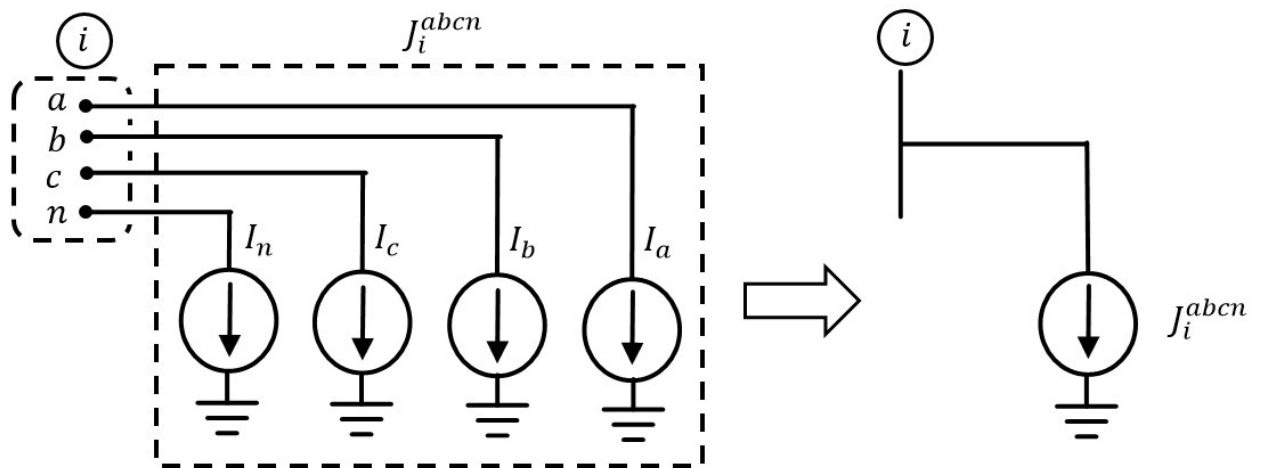 i
J_i^{abcn}
i
a
b
c
n
I_n
I_c
I_b
I_a
J_i^{abcn}